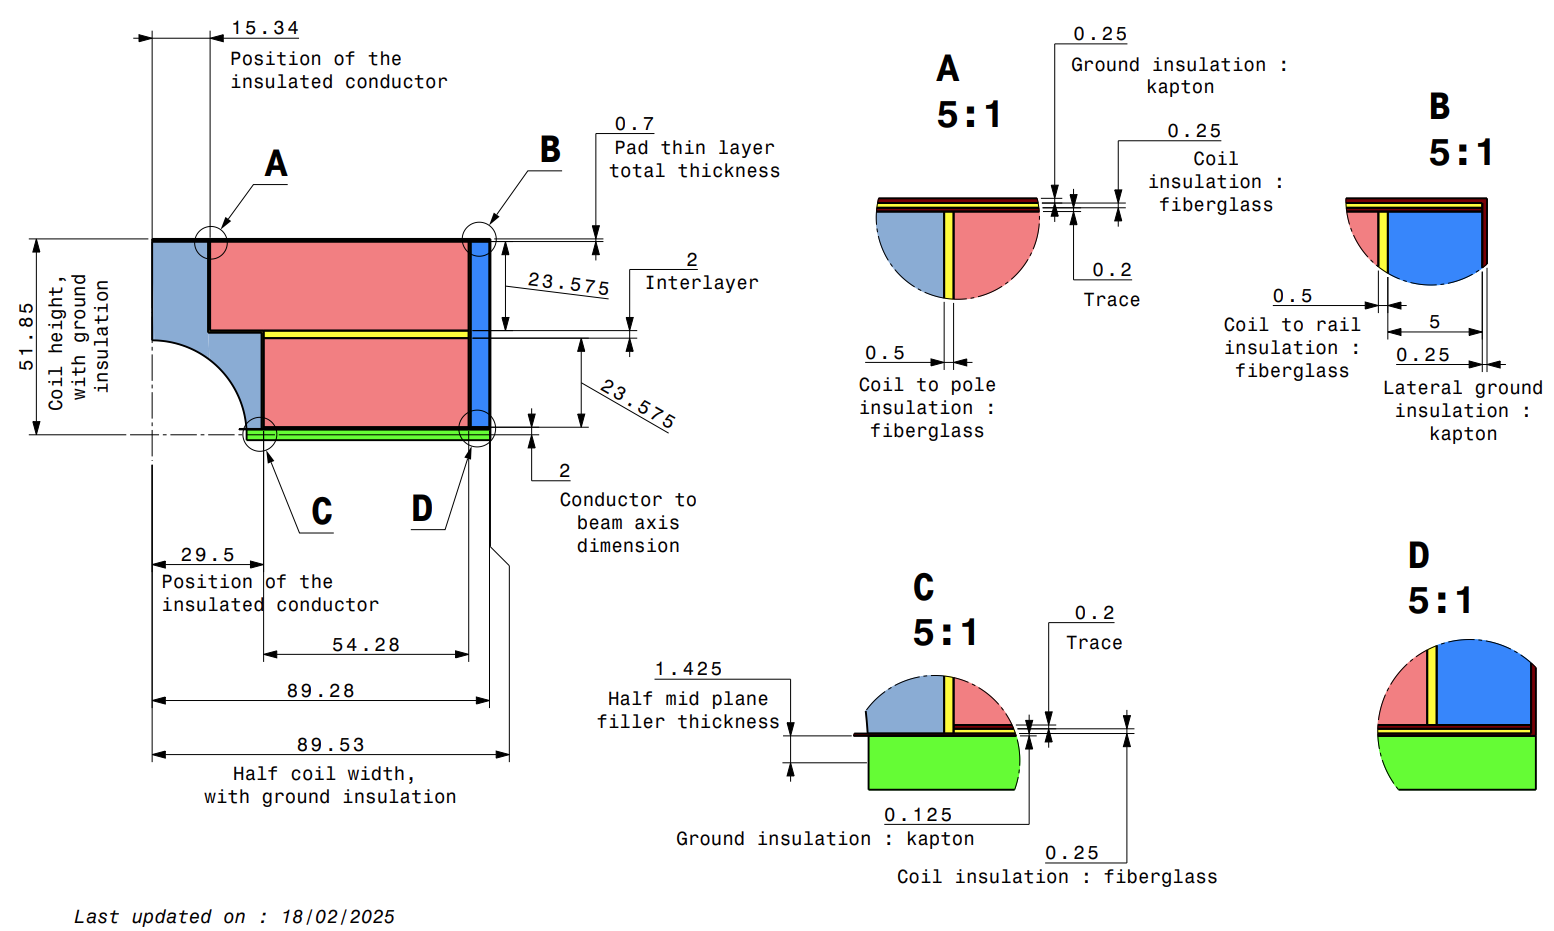 15.34
Position of the
insulated conductor
A
B
0.7
Pad thin layer
total thickness
23.575
2
Interlayer
23.575
51.85
Coil height,
with ground
insulation
C
D
2
Conductor to
beam axis
dimension
29.5
Position of the
insulated conductor
54.28
89.28
89.53
Half coil width,
with ground insulation
A
5:1
0.25
Ground insulation :
kapton
0.25
Coil
insulation :
fiberglass
0.2
Trace
0.5
Coil to pole
insulation :
fiberglass
B
5:1
0.5
Coil to rail
insulation :
fiberglass
5
0.25
Lateral ground
insulation :
kapton
C
5:1
0.2
Trace
1.425
Half mid plane
filler thickness
0.125
Ground insulation : kapton
0.25
Coil insulation : fiberglass
D
5:1
Last updated on : 18/02/2025